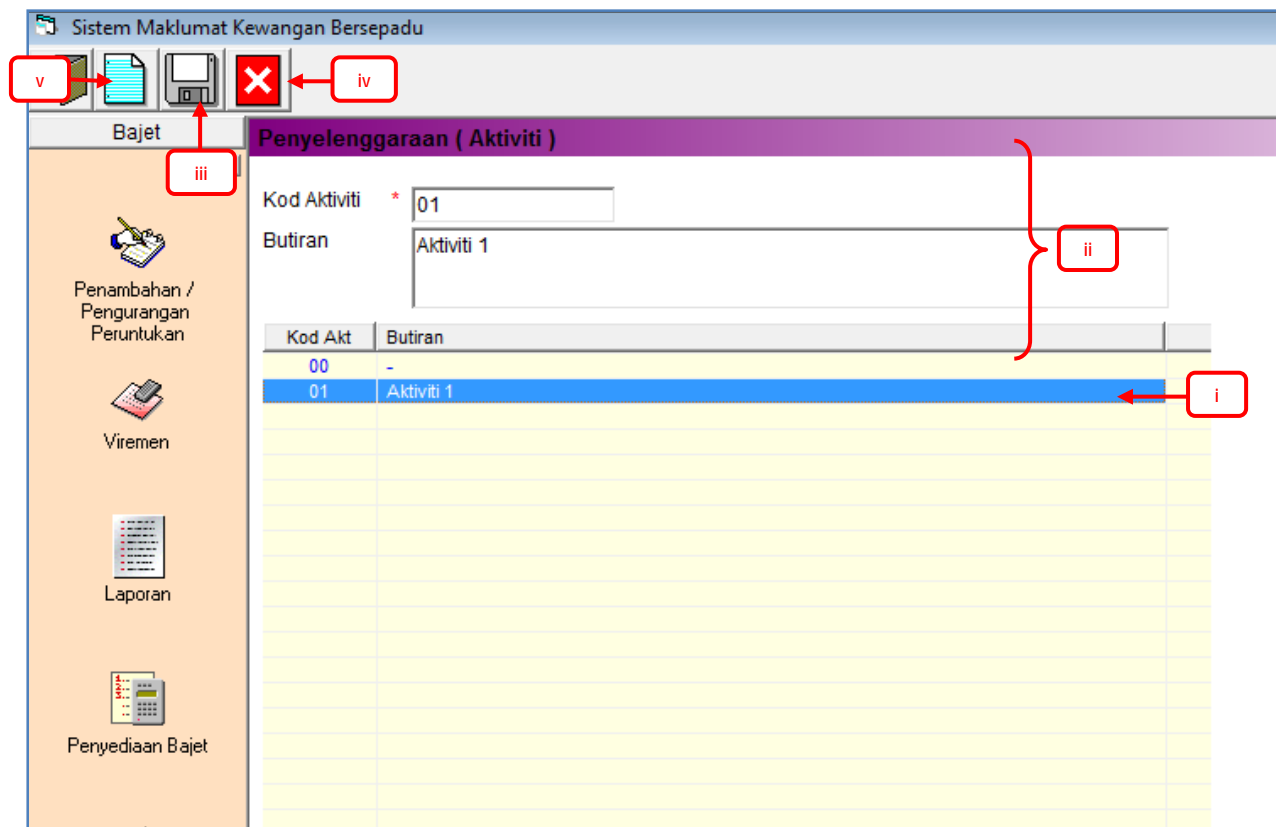 Sistem Maklumat Kewangan Bersepadu
v
iv
Bajet
Penyelenggaraan ( Aktiviti )
iii
Kod Aktiviti * 01
Butiran Aktiviti 1
ii
Penambahan /
Pengurangan
Peruntukan
Kod Akt Butiran
00 -
01 Aktiviti 1
i
Viremen
Laporan
Penyediaan Bajet